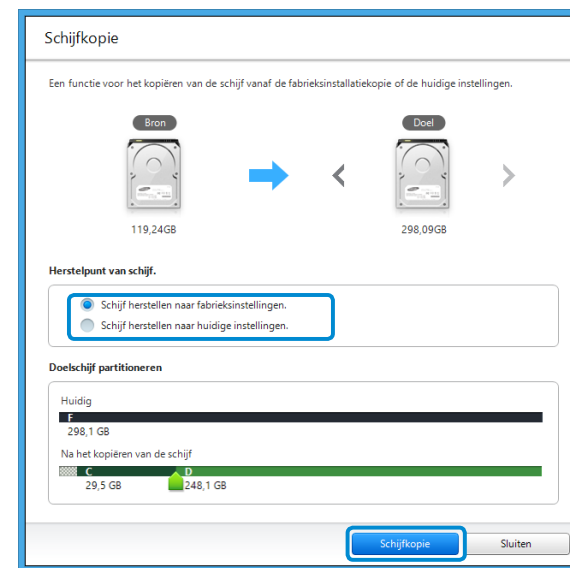 Schijfkopie
Een functie voor het kopiëren van de schijf vanaf de fabrieksinstallatiekopie of de huidige instellingen.
Bron
Doel
119,24GB
298,09GB
Herstelpunt van schijf.
Schijf herstellen naar fabrieksinstellingen.
Schijf herstellen naar huidige instellingen.
Doelschijf partitioneren
Huidig
F
298,1 GB
Na het kopiëren van de schijf
C D
29,5 GB 248,1 GB
Schijfkopie Sluiten